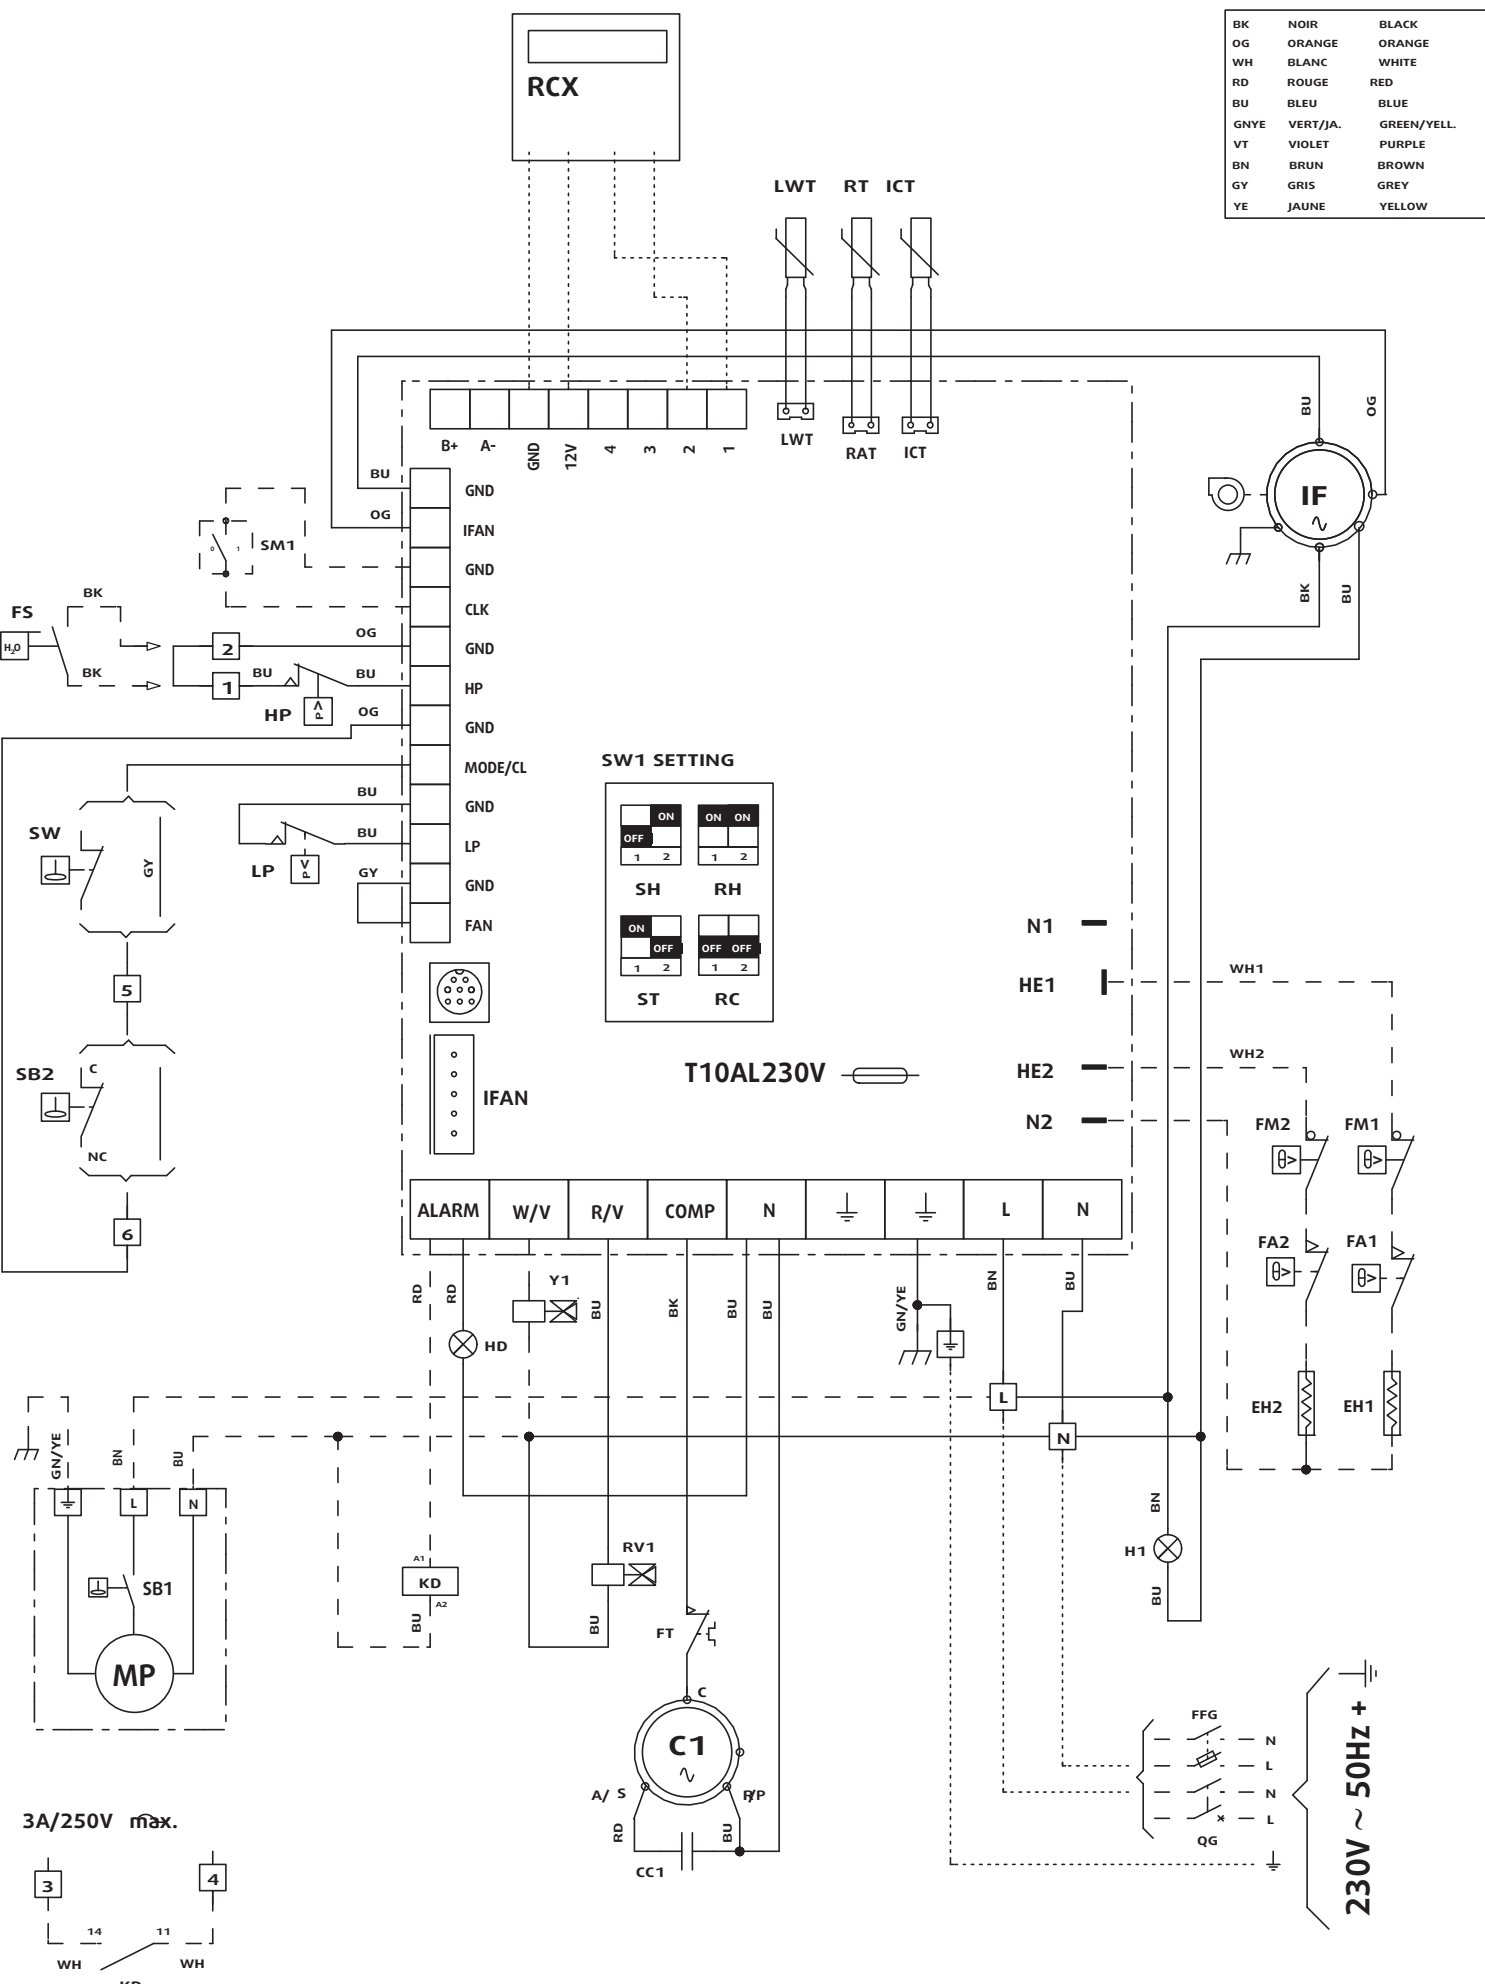 RCX
BK NOIR BLACK
OG ORANGE ORANGE
WH BLANC WHITE
RD ROUGE RED
BU BLEU BLUE
GNYE VERT/JA. GREEN/YELL.
VT VIOLET PURPLE
BN BRUN BROWN
GY GRIS GREY
YE JAUNE YELLOW
LWT RT ICT
LWT RAT ICT
B+ A- GND 12V 4 3 2 1
BU GND
OG IFAN
GND
SM1
0 1
CLK
FS
H2O
BK
BK
2
OG
GND
1
BU
BU
HP
HP
P>
OG
GND
MODE/CL
BU
GND
BU
LP
LP
P<
GY
GND
FAN
BU
OG
IF
BK
BU
SW
GY
5
SB2
C
NC
6
SW1 SETTING
ON
OFF
1 2
SH
ON ON
1 2
RH
ON
OFF
1 2
ST
OFF OFF
1 2
RC
IFAN
T10AL230V
N1
HE1
WH1
HE2
WH2
N2
FM2 FM1
θ> θ>
FA2 FA1
θ> θ>
EH2 EH1
ALARM W/V R/V COMP N L N
RD
RD
Y1
BU
BK
BU
BU
GN/YE
BN
BU
HD
L
N
GN/YE
BN
BU
L N
SB1
MP
A1
KD
A2
BU
RV1
BU
FT
C
C1
A/ S
R/P
RD
BU
CC1
BN
H1
BU
FFG
N
L
N
L
QG
230V ~ 50Hz +
3A/250V max.
3
4
14 11
WH WH